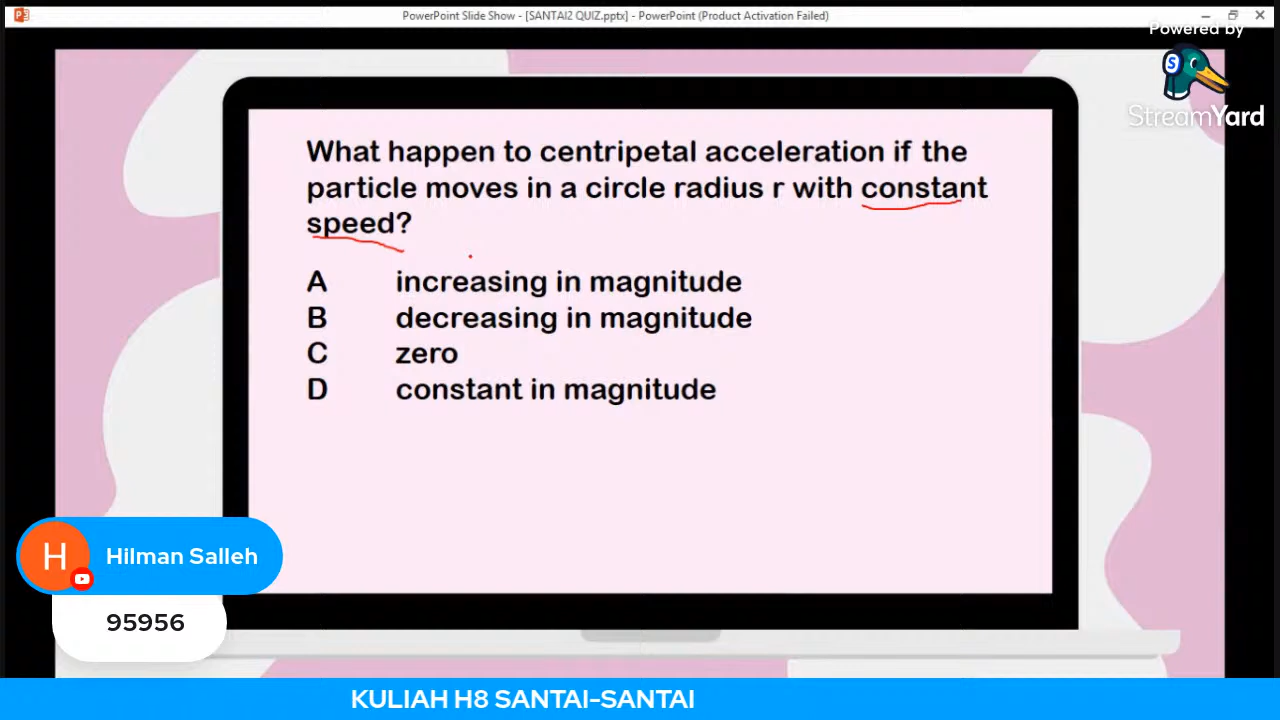 PowerPoint Slide Show - [SANTAI2 QUIZ.pptx] - PowerPoint (Product Activation Failed)
Powered by
StreamYard
What happen to centripetal acceleration if the
particle moves in a circle radius r with constant
speed?
A increasing in magnitude
B decreasing in magnitude
C zero
D constant in magnitude
H Hilman Salleh
95956
KULIAH H8 SANTAI-SANTAI